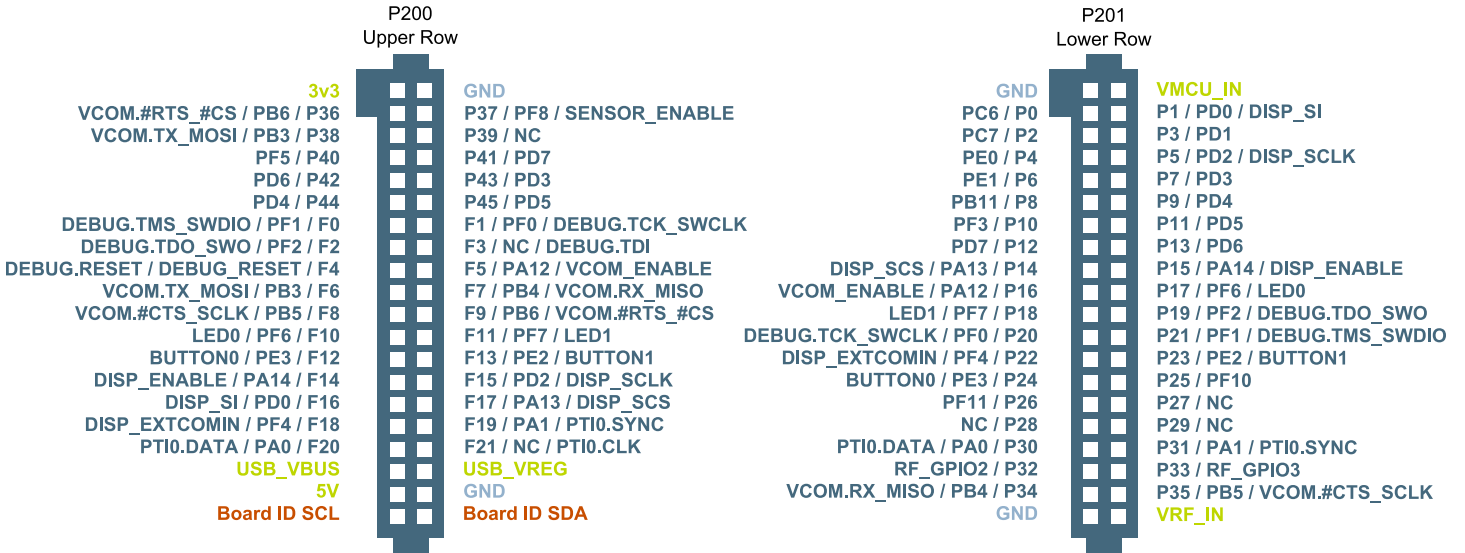 P200
Upper Row
3v3 GND
VCOM.#RTS_#CS / PB6 / P36 P37 / PF8 / SENSOR_ENABLE
VCOM.TX_MOSI / PB3 / P38 P39 / NC
PF5 / P40 P41 / PD7
PD6 / P42 P43 / PD3
PD4 / P44 P45 / PD5
DEBUG.TMS_SWDIO / PF1 / F0 F1 / PF0 / DEBUG.TCK_SWCLK
DEBUG.TDO_SWO / PF2 / F2 F3 / NC / DEBUG.TDI
DEBUG.RESET / DEBUG_RESET / F4 F5 / PA12 / VCOM_ENABLE
VCOM.TX_MOSI / PB3 / F6 F7 / PB4 / VCOM.RX_MISO
VCOM.#CTS_SCLK / PB5 / F8 F9 / PB6 / VCOM.#RTS_#CS
LED0 / PF6 / F10 F11 / PF7 / LED1
BUTTON0 / PE3 / F12 F13 / PE2 / BUTTON1
DISP_ENABLE / PA14 / F14 F15 / PD2 / DISP_SCLK
DISP_SI / PD0 / F16 F17 / PA13 / DISP_SCS
DISP_EXTCOMIN / PF4 / F18 F19 / PA1 / PTI0.SYNC
PTI0.DATA / PA0 / F20 F21 / NC / PTI0.CLK
USB_VBUS USB_VREG
5V GND
Board ID SCL Board ID SDA
P201
Lower Row
GND VMCU_IN
PC6 / P0 P1 / PD0 / DISP_SI
PC7 / P2 P3 / PD1
PE0 / P4 P5 / PD2 / DISP_SCLK
PE1 / P6 P7 / PD3
PB11 / P8 P9 / PD4
PF3 / P10 P11 / PD5
PD7 / P12 P13 / PD6
DISP_SCS / PA13 / P14 P15 / PA14 / DISP_ENABLE
VCOM_ENABLE / PA12 / P16 P17 / PF6 / LED0
LED1 / PF7 / P18 P19 / PF2 / DEBUG.TDO_SWO
DEBUG.TCK_SWCLK / PF0 / P20 P21 / PF1 / DEBUG.TMS_SWDIO
DISP_EXTCOMIN / PF4 / P22 P23 / PE2 / BUTTON1
BUTTON0 / PE3 / P24 P25 / PF10
PF11 / P26 P27 / NC
NC / P28 P29 / NC
PTI0.DATA / PA0 / P30 P31 / PA1 / PTI0.SYNC
RF_GPIO2 / P32 P33 / RF_GPIO3
VCOM.RX_MISO / PB4 / P34 P35 / PB5 / VCOM.#CTS_SCLK
GND VRF_IN